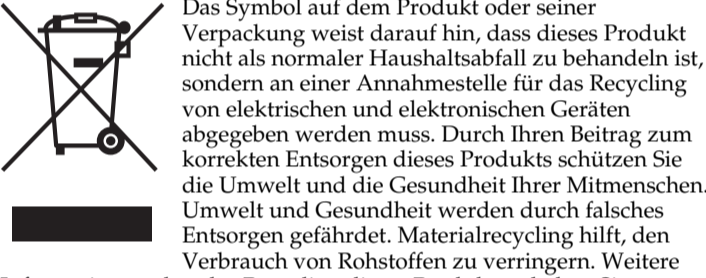 Das Symbol auf dem Produkt oder seiner
Verpackung weist darauf hin, dass dieses Produkt
nicht als normaler Haushaltsabfall zu behandeln ist,
sondern an einer Annahmestelle für das Recycling
von elektrischen und elektronischen Geräten
abgegeben werden muss. Durch Ihren Beitrag zum
korrekten Entsorgen dieses Produkts schützen Sie
die Umwelt und die Gesundheit Ihrer Mitmenschen.
Umwelt und Gesundheit werden durch falsches
Entsorgen gefährdet. Materialrecycling hilft, den
Verbrauch von Rohstoffen zu verringern. Weitere